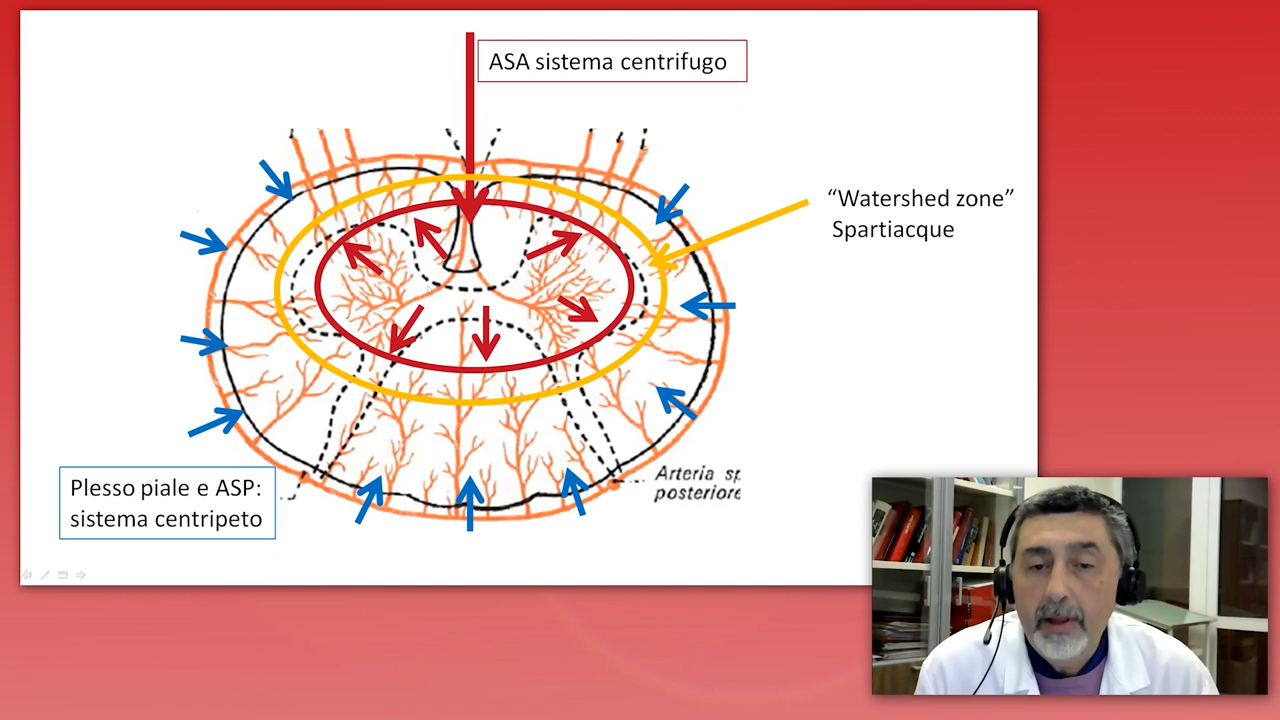 ASA sistema centrifugo
“Watershed zone”
Spartiacque
Arteria sp
posteriore
Plesso piale e ASP:
sistema centripeto